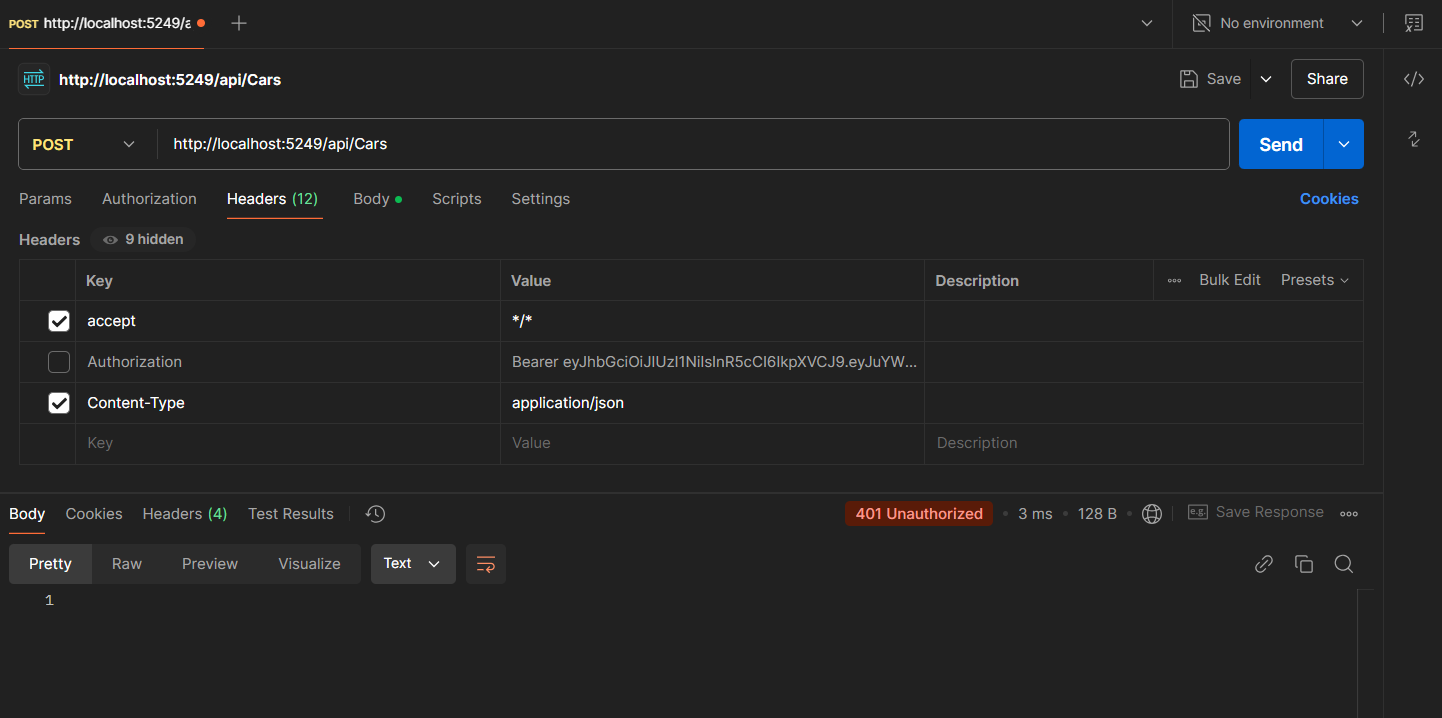 POST http://localhost:5249/a
No environment
HTTP http://localhost:5249/api/Cars
Save
Share
POST http://localhost:5249/api/Cars
Send
Params Authorization Headers (12) Body Scripts Settings Cookies
Headers 9 hidden
Key Value Description Bulk Edit Presets
accept */*
Authorization Bearer eyJhbGciOiJIUzI1NiIsInR5cCI6IkpXVCJ9.eyJuYW...
Content-Type application/json
Key Value Description
Body Cookies Headers (4) Test Results 401 Unauthorized 3 ms 128 B e.g. Save Response
Pretty Raw Preview Visualize Text
1